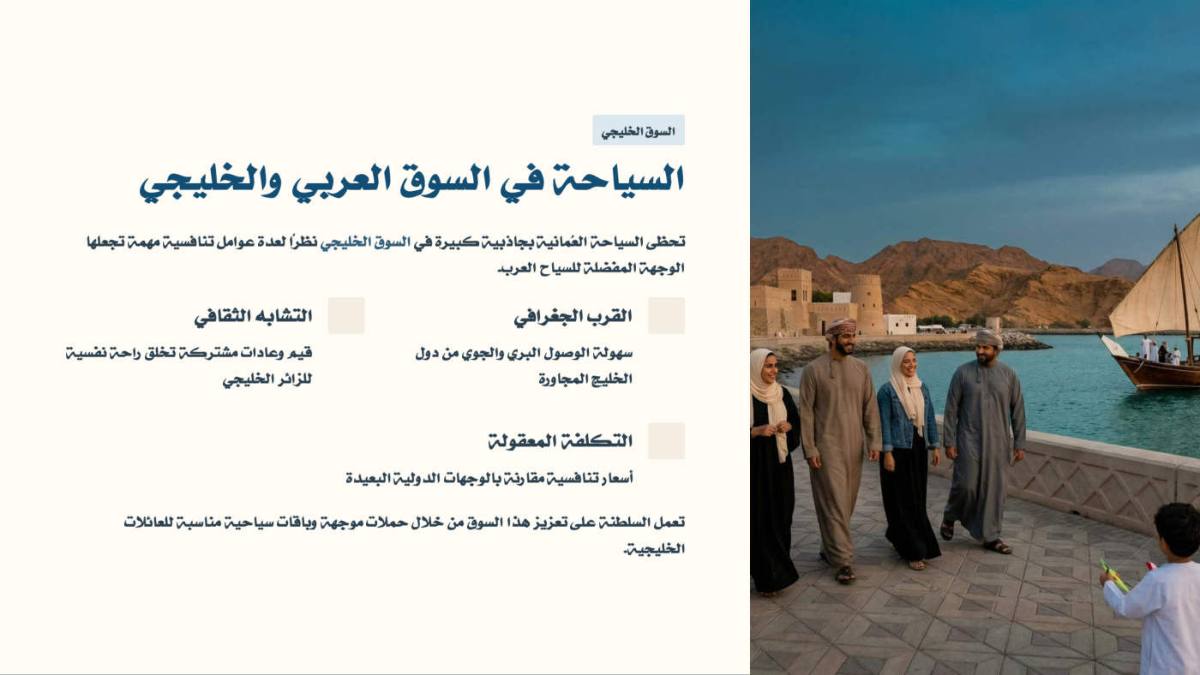 السوق الخليجي
السياحة في السوق العربي والخليجي
تحظى السياحة العُمانية بجاذبية كبيرة في السوق الخليجي نظرًا لعدة عوامل تنافسية مهمة تجعلها
الوجهة المفضلة للسياح العرب.
القرب الجغرافي
سهولة الوصول البري والجوي من دول
الخليج المجاورة
التشابه الثقافي
قيم وعادات مشتركة تخلق راحة نفسية
للزائر الخليجي
التكلفة المعقولة
أسعار تنافسية مقارنة بالوجهات الدولية البعيدة
تعمل السلطنة على تعزيز هذا السوق من خلال حملات موجهة وباقات سياحية مناسبة للعائلات
الخليجية.